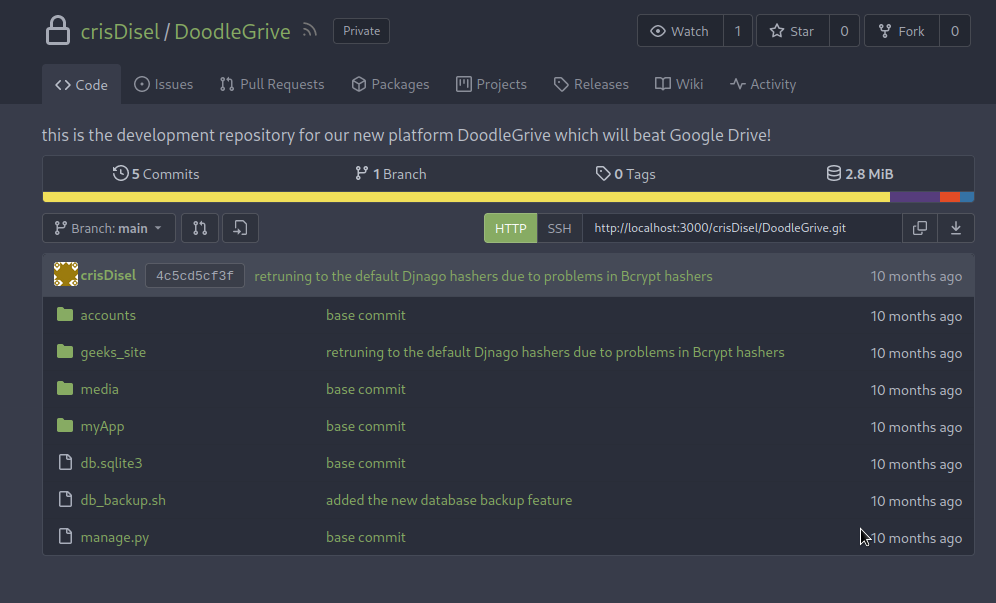 crisDisel / DoodleGrive Private Watch 1 Star 0 Fork 0
Code Issues Pull Requests Packages Projects Releases Wiki Activity
this is the development repository for our new platform DoodleGrive which will beat Google Drive!
5 Commits 1 Branch 0 Tags 2.8 MiB
Branch: main HTTP SSH http://localhost:3000/crisDisel/DoodleGrive.git
crisDisel 4c5cd5cf3f retruning to the default Djnago hashers due to problems in Bcrypt hashers 10 months ago
accounts base commit 10 months ago
geeks_site retruning to the default Djnago hashers due to problems in Bcrypt hashers 10 months ago
media base commit 10 months ago
myApp base commit 10 months ago
db.sqlite3 base commit 10 months ago
db_backup.sh added the new database backup feature 10 months ago
manage.py base commit 10 months ago